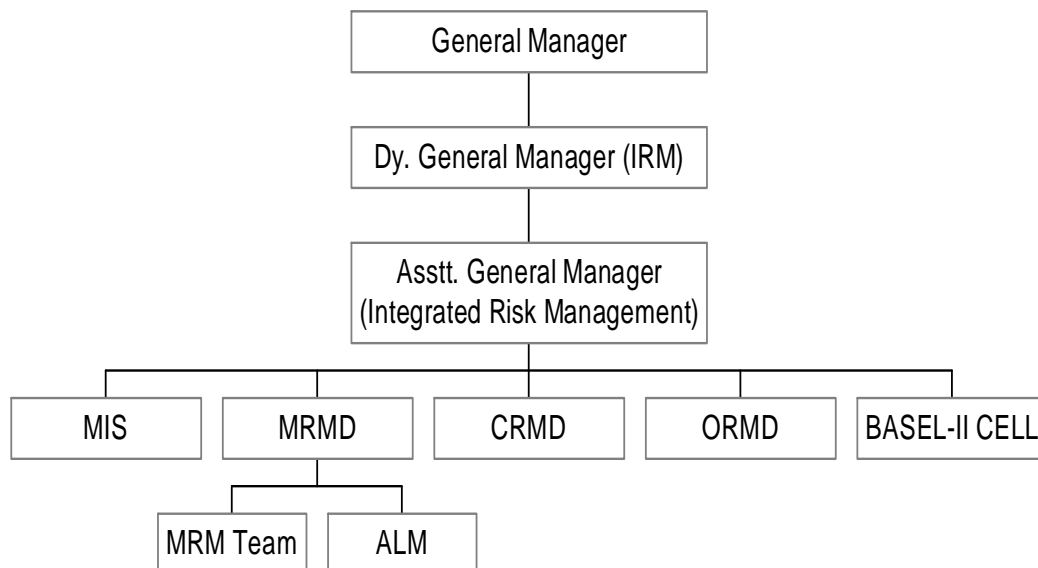 General Manager
Dy. General Manager (IRM)
Asstt. General Manager
(Integrated Risk Management)
MIS
MRMD
CRMD
ORMD
BASEL-II CELL
MRM Team
ALM